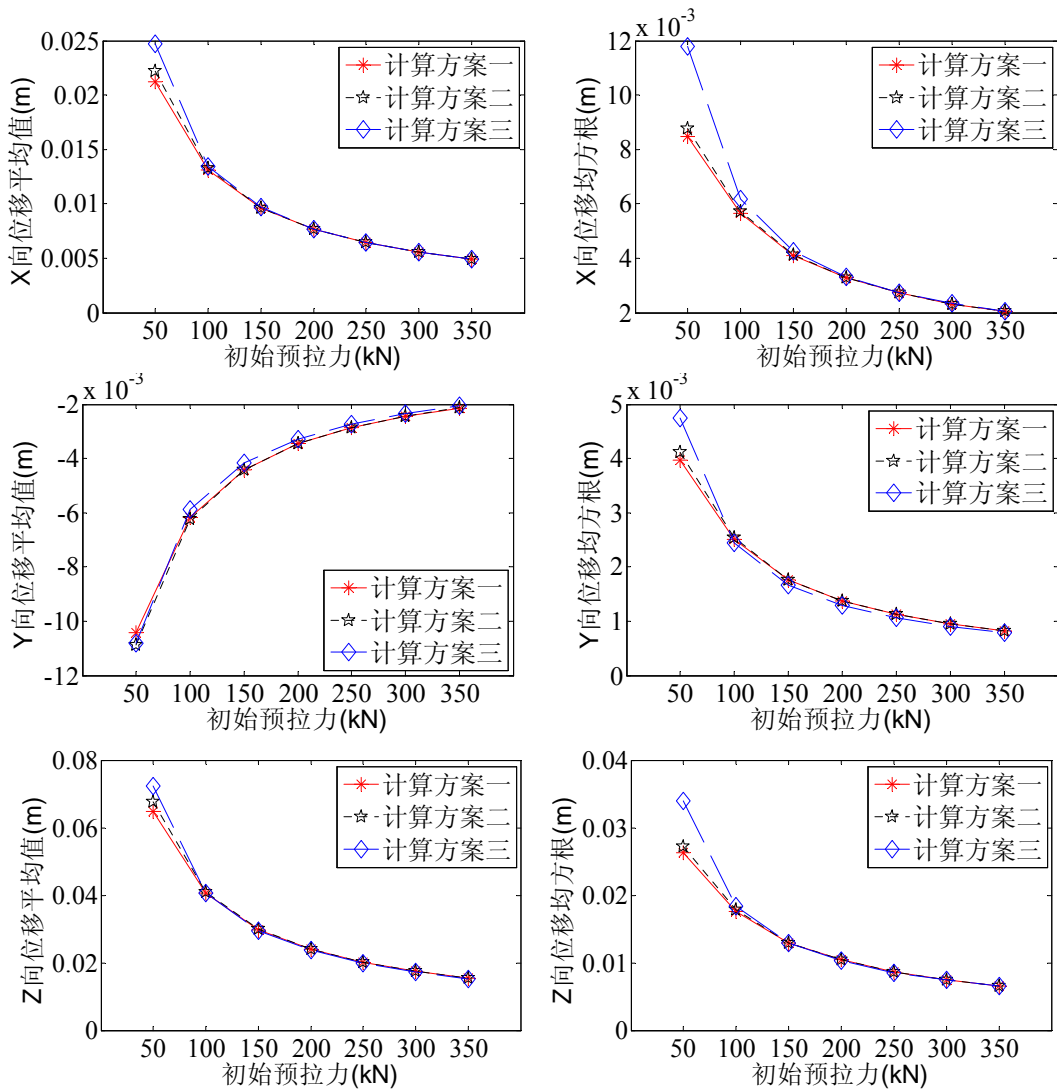 X向位移平均值(m)
0.025
0.02
0.015
0.01
0.005
0
计算方案一
计算方案二
计算方案三
50 100 150 200 250 300 350
初始预拉力(kN)
x 10-3
X向位移均方根(m)
12
10
8
6
4
2
计算方案一
计算方案二
计算方案三
50 100 150 200 250 300 350
初始预拉力(kN)
x 10-3
Y向位移平均值(m)
-2
-4
-6
-8
-10
-12
计算方案一
计算方案二
计算方案三
50 100 150 200 250 300 350
初始预拉力(kN)
x 10-3
Y向位移均方根(m)
5
4
3
2
1
0
计算方案一
计算方案二
计算方案三
50 100 150 200 250 300 350
初始预拉力(kN)
Z向位移平均值(m)
0.08
0.06
0.04
0.02
0
计算方案一
计算方案二
计算方案三
50 100 150 200 250 300 350
初始预拉力(kN)
Z向位移均方根(m)
0.04
0.03
0.02
0.01
0
计算方案一
计算方案二
计算方案三
50 100 150 200 250 300 350
初始预拉力(kN)